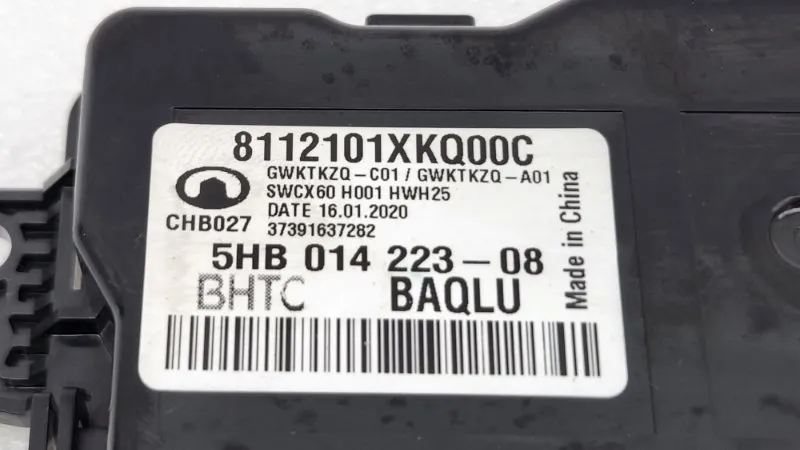 8112101XKQ00C
GWKTKZQ-C01 / GWKTKZQ-A01
SWCX60 H001 HWH25
DATE 16.01.2020
CHB027
37391637282
5HB 014 223-08
BHTC BAQLU
Made in China